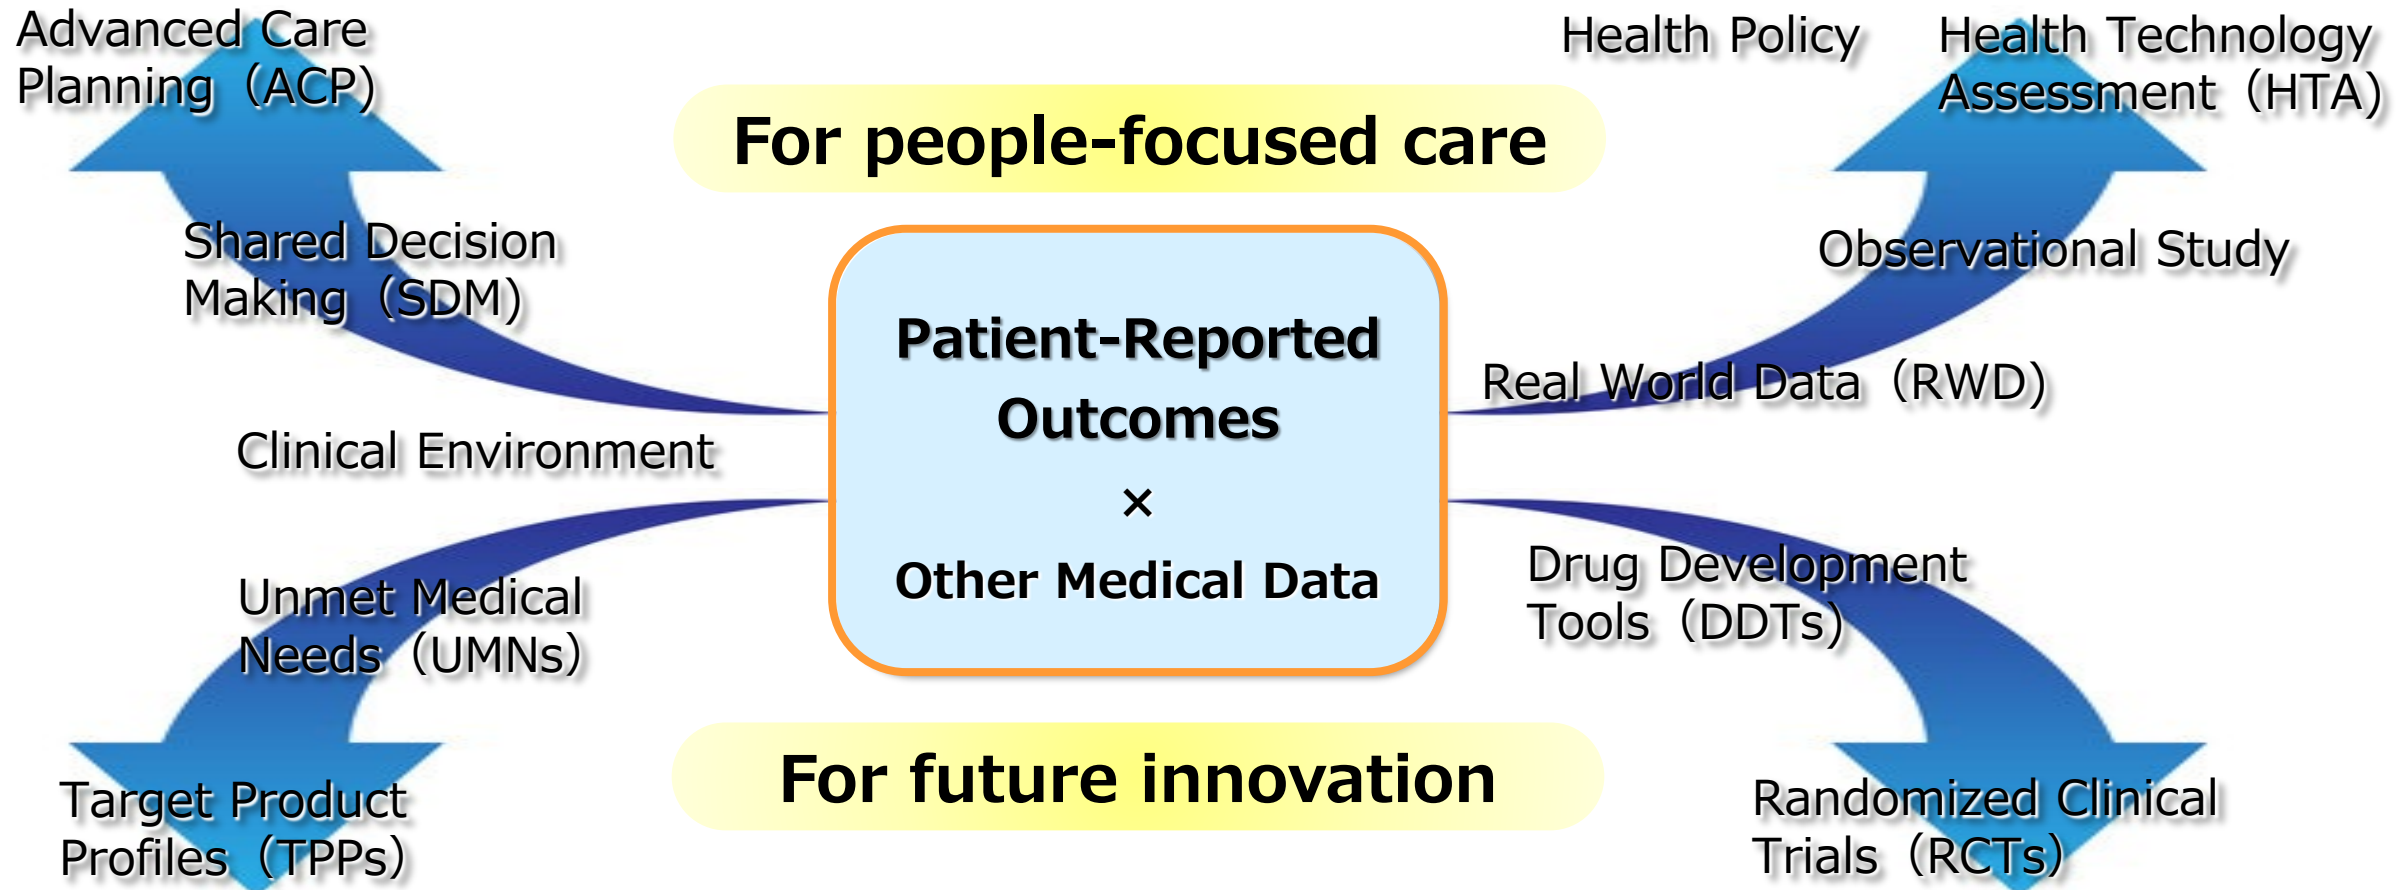 Advanced Care
Planning（ACP)
Shared Decision
Making（SDM)
Clinical Environment
Unmet Medical
Needs（UMNs）
Target Product
Profiles（TPPs）
For people-focused care
Patient-Reported
Outcomes
×
Other Medical Data
For future innovation
Health Policy
Health Technology
Assessment（HTA)
Observational Study
Real World Data（RWD)
Drug Development
Tools（DDTs)
Randomized Clinical
Trials（RCTs）